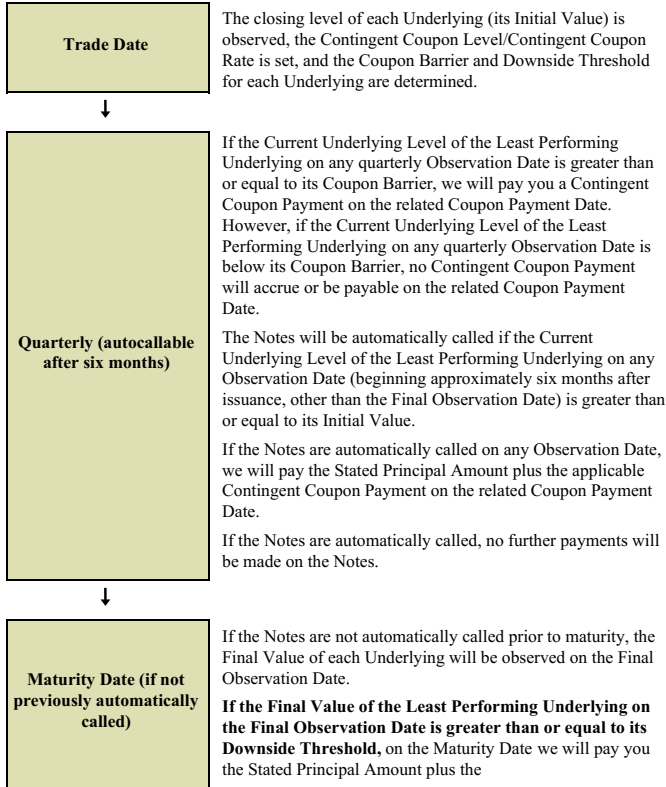 Trade Date
The closing level of each Underlying (its Initial Value) is
observed, the Contingent Coupon Level/Contingent Coupon
Rate is set, and the Coupon Barrier and Downside Threshold
for each Underlying are determined.
↓
Quarterly (autocallable
after six months)
If the Current Underlying Level of the Least Performing
Underlying on any quarterly Observation Date is greater than
or equal to its Coupon Barrier, we will pay you a Contingent
Coupon Payment on the related Coupon Payment Date.
However, if the Current Underlying Level of the Least
Performing Underlying on any quarterly Observation Date is
below its Coupon Barrier, no Contingent Coupon Payment
will accrue or be payable on the related Coupon Payment
Date.
The Notes will be automatically called if the Current
Underlying Level of the Least Performing Underlying on any
Observation Date (beginning approximately six months after
issuance, other than the Final Observation Date) is greater than
or equal to its Initial Value.
If the Notes are automatically called on any Observation Date,
we will pay the Stated Principal Amount plus the applicable
Contingent Coupon Payment on the related Coupon Payment
Date.
If the Notes are automatically called, no further payments will
be made on the Notes.
↓
Maturity Date (if not
previously automatically
called)
If the Notes are not automatically called prior to maturity, the
Final Value of each Underlying will be observed on the Final
Observation Date.
If the Final Value of the Least Performing Underlying on
the Final Observation Date is greater than or equal to its
Downside Threshold, on the Maturity Date we will pay you
the Stated Principal Amount plus the